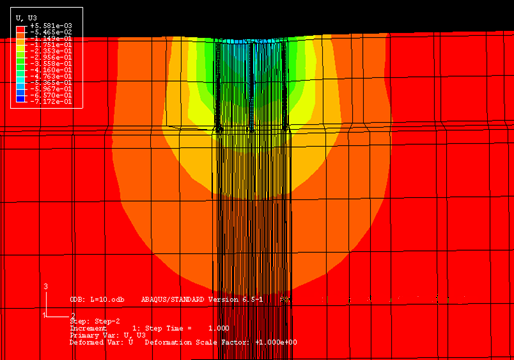 U, U3
+5.581e-03
-5.465e-02
-1.149e-01
-1.751e-01
-2.353e-01
-2.956e-01
-3.558e-01
-4.160e-01
-4.763e-01
-5.365e-01
-5.967e-01
-6.570e-01
-7.172e-01
3
1
2
ODB: L=10.odb ABAQUS/STANDARD Version 6.5-1
Step: Step-2
Increment 1: Step Time = 1.000
Primary Var: U, U3
Deformed Var: U Deformation Scale Factor: +1.000e+00